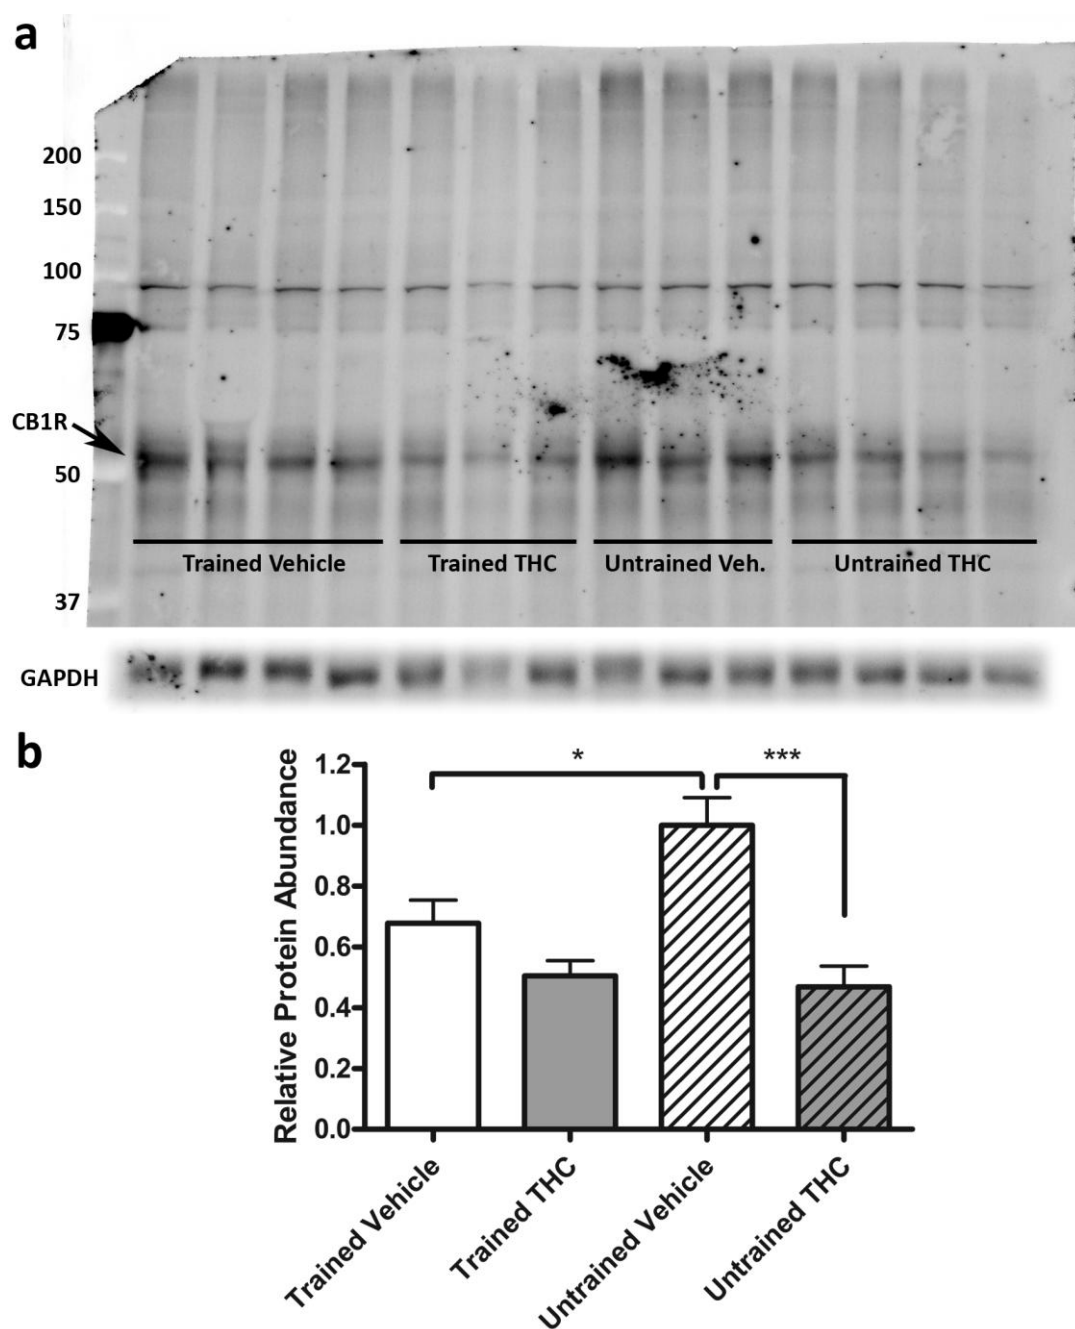 a
200
150
100
75
CB1R
50
Trained Vehicle Trained THC Untrained Veh. Untrained THC
37
GAPDH
b
* ***
Relative Protein Abundance
1.2
1.0
0.8
0.6
0.4
0.2
0.0
Trained Vehicle
Trained THC
Untrained Vehicle
Untrained THC